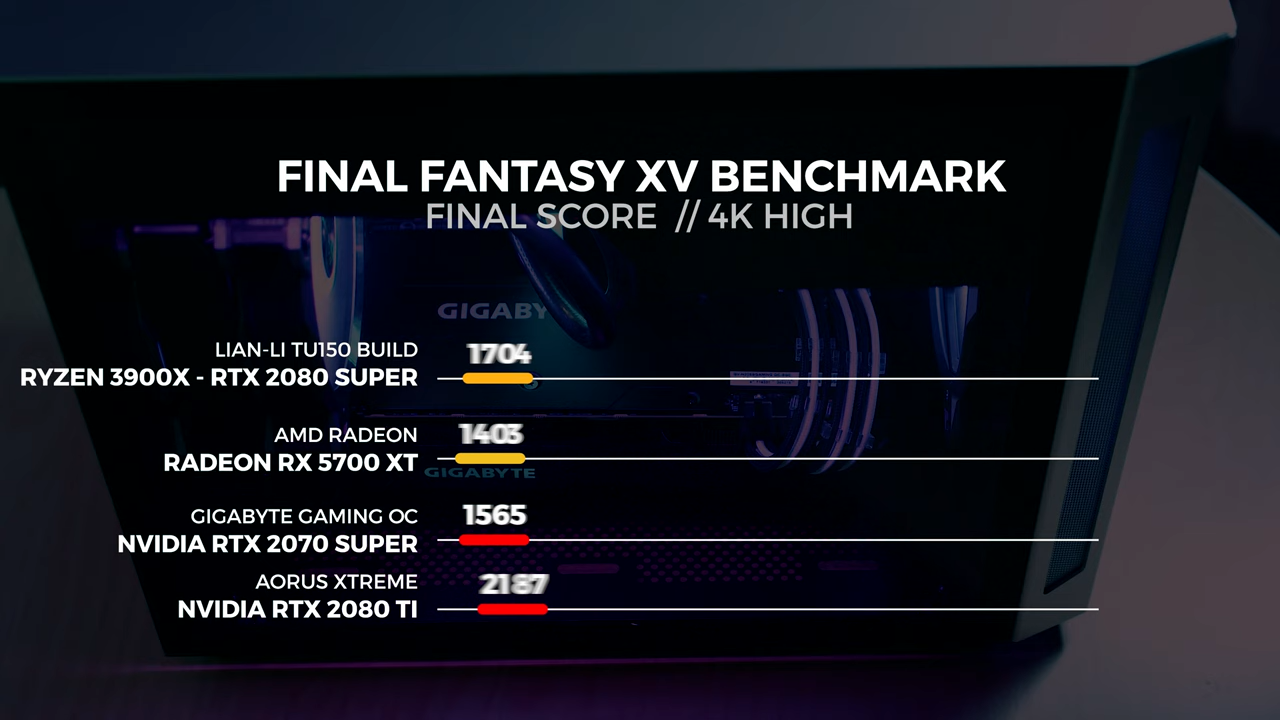 FINAL FANTASY XV BENCHMARK
FINAL SCORE // 4K HIGH
GIGABY
LIAN-LI TU150 BUILD
1704
RYZEN 3900X - RTX 2080 SUPER
AMD RADEON
1403
RADEON RX 5700 XT
GIGABYTE
GIGABYTE GAMING OC
1565
NVIDIA RTX 2070 SUPER
AORUS XTREME
2187
NVIDIA RTX 2080 TI